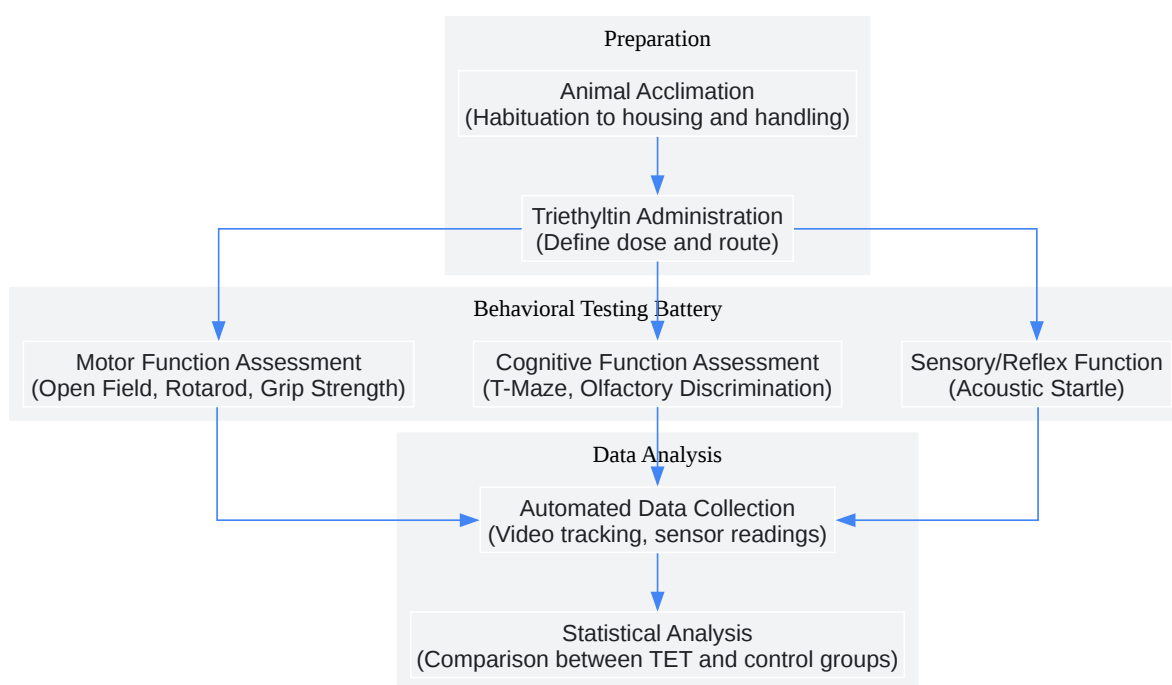 Preparation
Animal Acclimation
(Habituation to housing and handling)
Triethyltin Administration
(Define dose and route)
Behavioral Testing Battery
Motor Function Assessment
(Open Field, Rotarod, Grip Strength)
Cognitive Function Assessment
(T-Maze, Olfactory Discrimination)
Sensory/Reflex Function
(Acoustic Startle)
Data Analysis
Automated Data Collection
(Video tracking, sensor readings)
Statistical Analysis
(Comparison between TET and control groups)